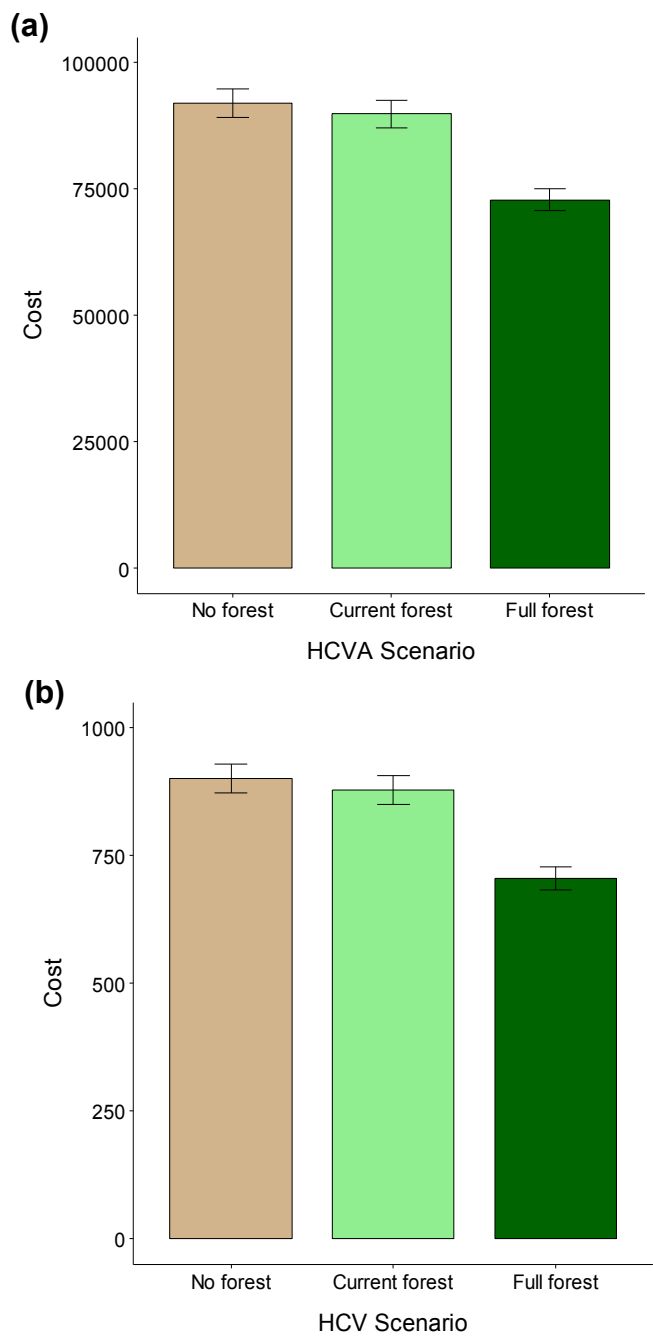 (a)
100000
75000
50000
25000
0
Cost
No forest Current forest Full forest
HCVA Scenario
(b)
1000
750
500
250
0
Cost
No forest Current forest Full forest
HCV Scenario